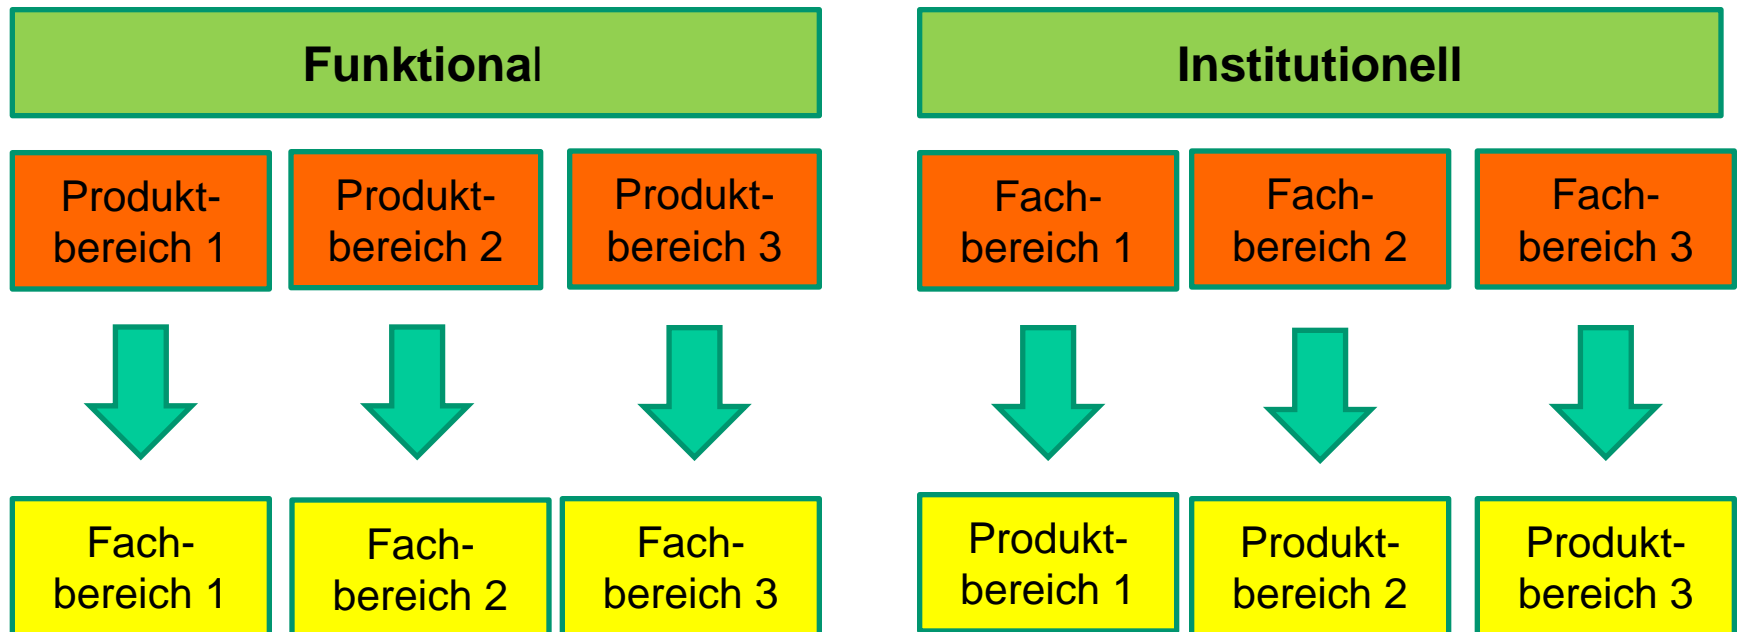 Funktional
Produkt-
bereich 1
Produkt-
bereich 2
Produkt-
bereich 3
Fach-
bereich 1
Fach-
bereich 2
Fach-
bereich 3
Institutionell
Fach-
bereich 1
Fach-
bereich 2
Fach-
bereich 3
Produkt-
bereich 1
Produkt-
bereich 2
Produkt-
bereich 3